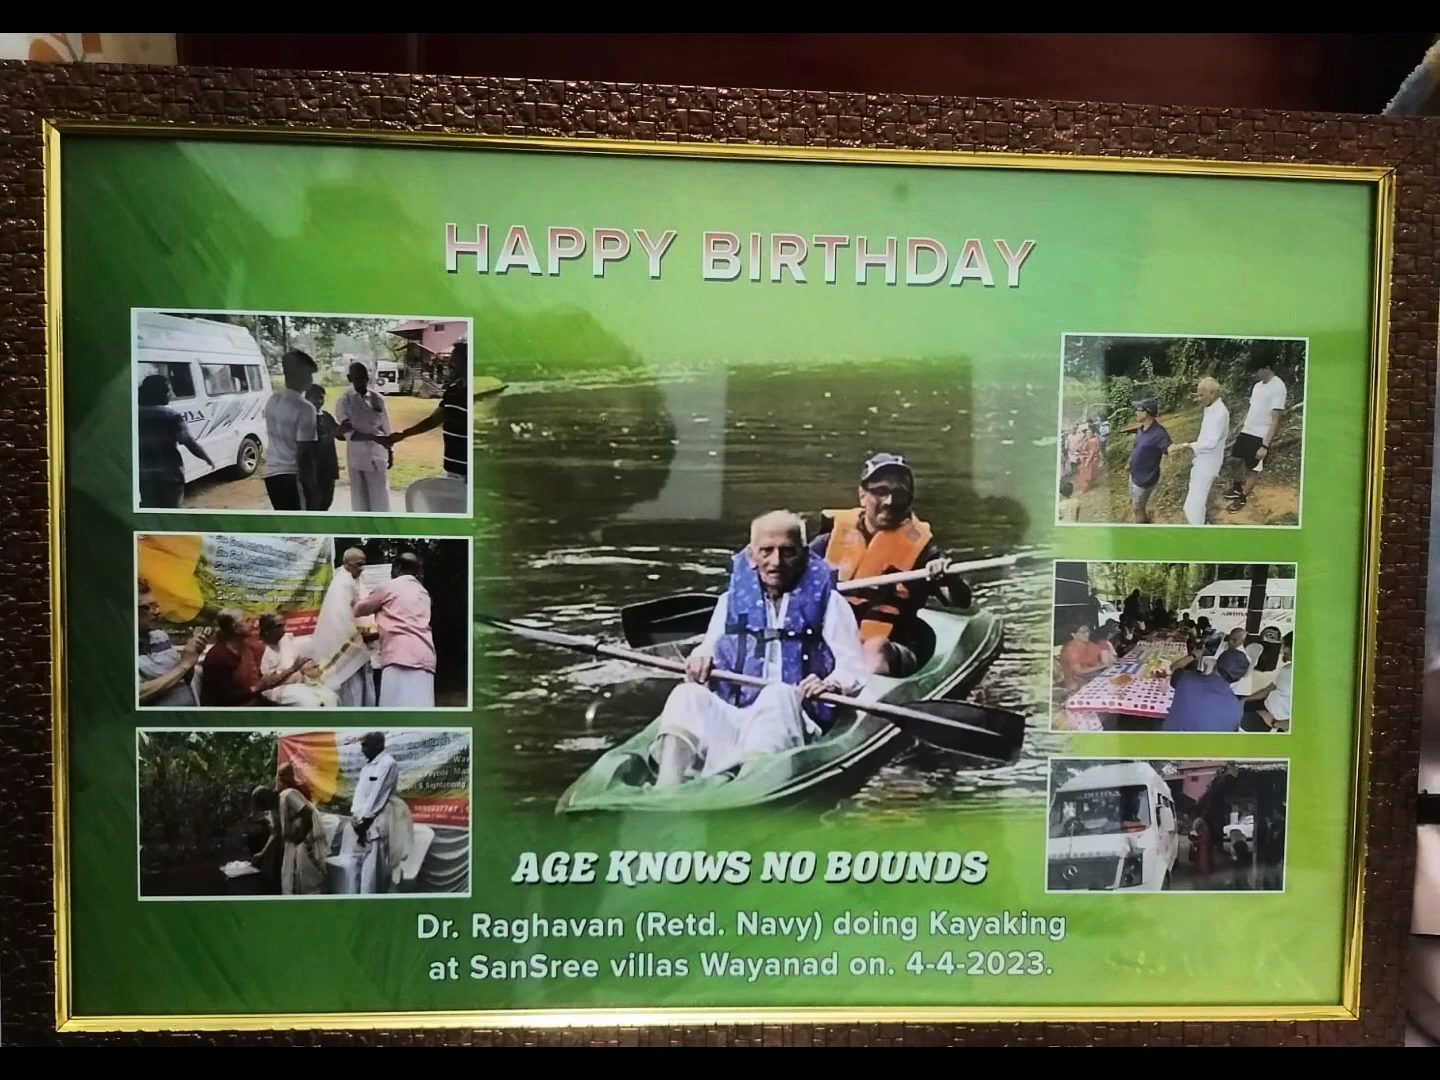 HAPPY BIRTHDAY
AGE KNOWS NO BOUNDS
Dr. Raghavan (Retd. Navy) doing Kayaking
at SanSree villas Wayanad on. 4-4-2023.